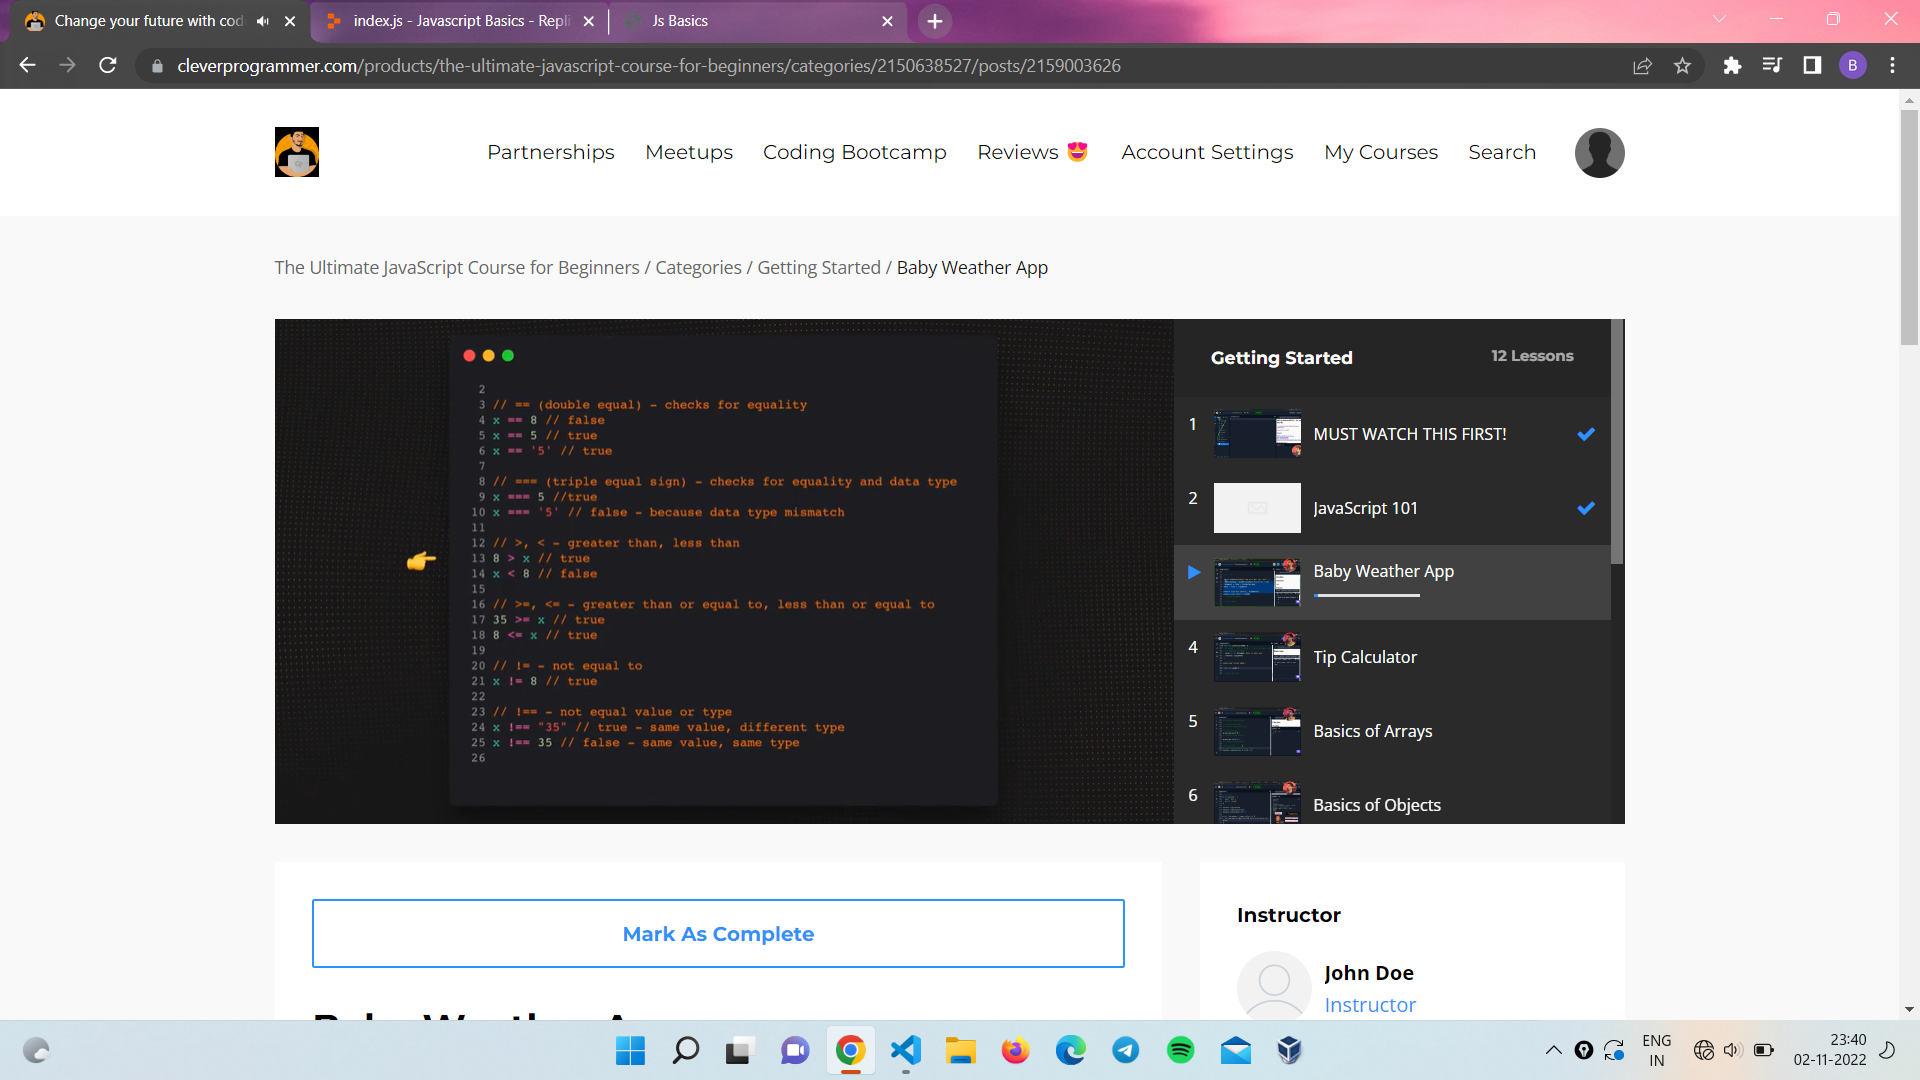 Change your future with cod
index.js - Javascript Basics - Repli
Js Basics
cleverprogrammer.com/products/the-ultimate-javascript-course-for-beginners/categories/2150638527/posts/2159003626
B
Partnerships
Meetups
Coding Bootcamp
Reviews 😍
Account Settings
My Courses
Search
The Ultimate JavaScript Course for Beginners / Categories / Getting Started / Baby Weather App
2
3 // == (double equal) - checks for equality
4 x == 8 // false
5 x == 5 // true
6 x == '5' // true
7
8 // === (triple equal sign) - checks for equality and data type
9 x === 5 //true
10 x === '5' // false - because data type mismatch
11
12 // >, < - greater than, less than
13 8 > x // true
14 x < 8 // false
15
16 // >=, <= - greater than or equal to, less than or equal to
17 35 >= x // true
18 8 <= x // true
19
20 // != - not equal to
21 x != 8 // true
22
23 // !== - not equal value or type
24 x !== "35" // true - same value, different type
25 x !== 35 // false - same value, same type
26
Getting Started
12 Lessons
1 MUST WATCH THIS FIRST!
2 JavaScript 101
Baby Weather App
4 Tip Calculator
5 Basics of Arrays
6 Basics of Objects
Mark As Complete
Instructor
John Doe
Instructor
ENG
IN
23:40
02-11-2022